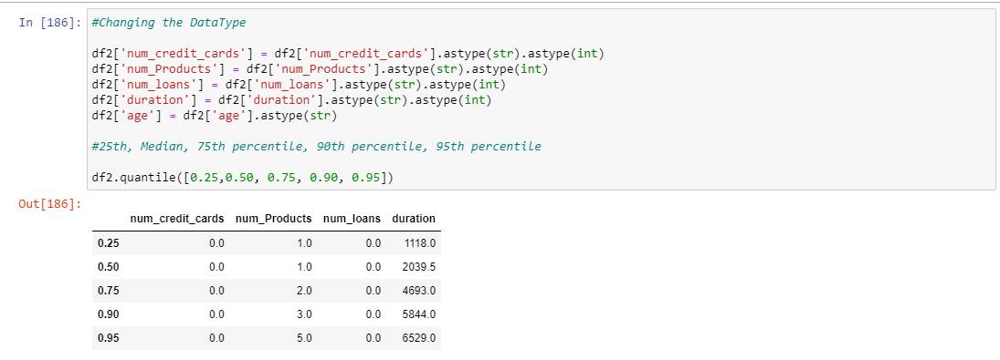 In [186]: #Changing the DataType
df2['num_credit_cards'] = df2['num_credit_cards'].astype(str).astype(int)
df2['num_Products'] = df2['num_Products'].astype(str).astype(int)
df2['num_loans'] = df2['num_loans'].astype(str).astype(int)
df2['duration'] = df2['duration'].astype(str).astype(int)
df2['age'] = df2['age'].astype(str)
#25th, Median, 75th percentile, 90th percentile, 95th percentile
df2.quantile([0.25,0.50, 0.75, 0.90, 0.95])
Out[186]:
num_credit_cards num_Products num_loans duration
0.25 0.0 1.0 0.0 1118.0
0.50 0.0 1.0 0.0 2039.5
0.75 0.0 2.0 0.0 4693.0
0.90 0.0 3.0 0.0 5844.0
0.95 0.0 5.0 0.0 6529.0